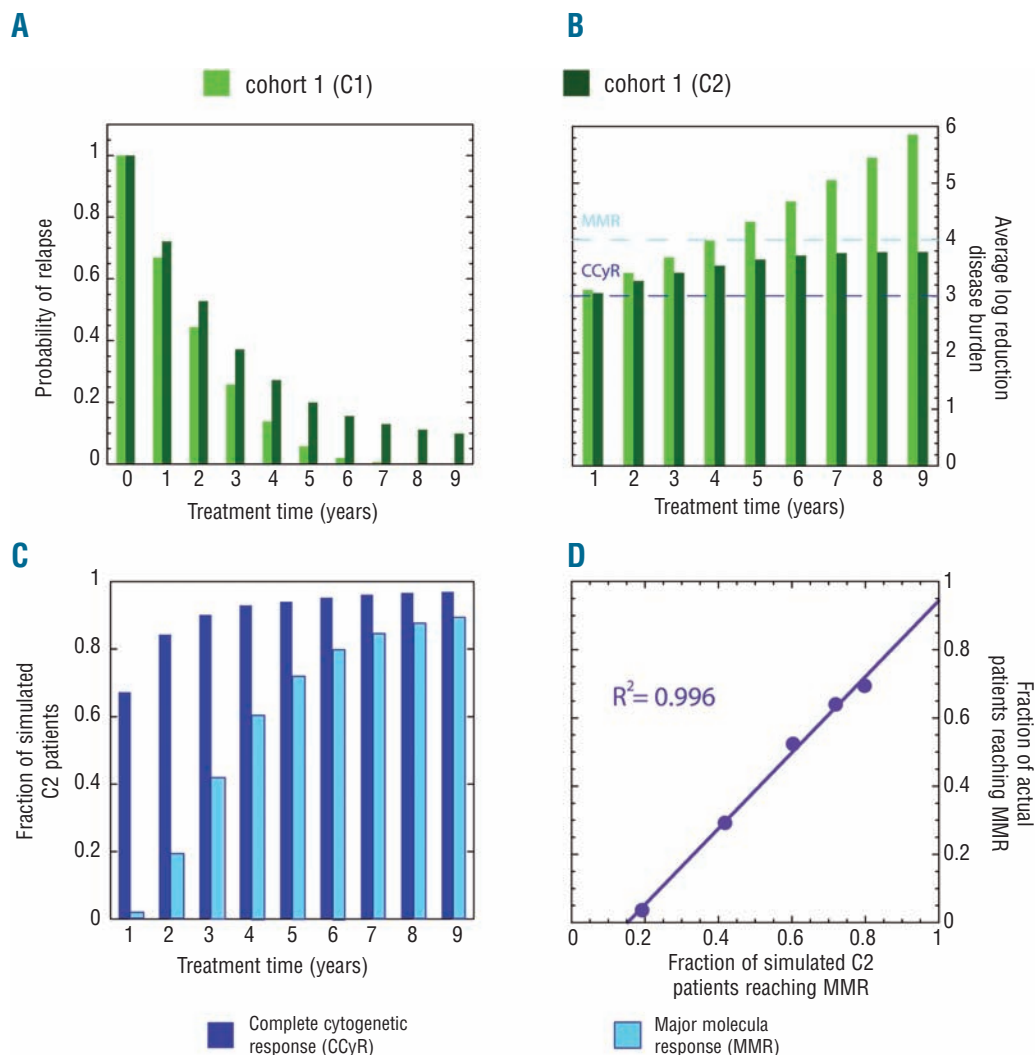 A
B
cohort 1 (C1)
cohort 1 (C2)
Probability of relapse
1
0.8
0.6
0.4
0.2
0
0 1 2 3 4 5 6 7 8 9
Treatment time (years)
MMR
CCyR
6
5
4
3
2
1
0
Average log reduction
disease burden
1 2 3 4 5 6 7 8 9
Treatment time (years)
C
D
Fraction of simulated
C2 patients
1
0.8
0.6
0.4
0.2
0
1 2 3 4 5 6 7 8 9
Treatment time (years)
R²= 0.996
1
0.8
0.6
0.4
0.2
0
Fraction of actual
patients reaching MMR
0 0.2 0.4 0.6 0.8 1
Fraction of simulated C2
patients reaching MMR
Complete cytogenetic
response (CCyR)
Major molecula
response (MMR)